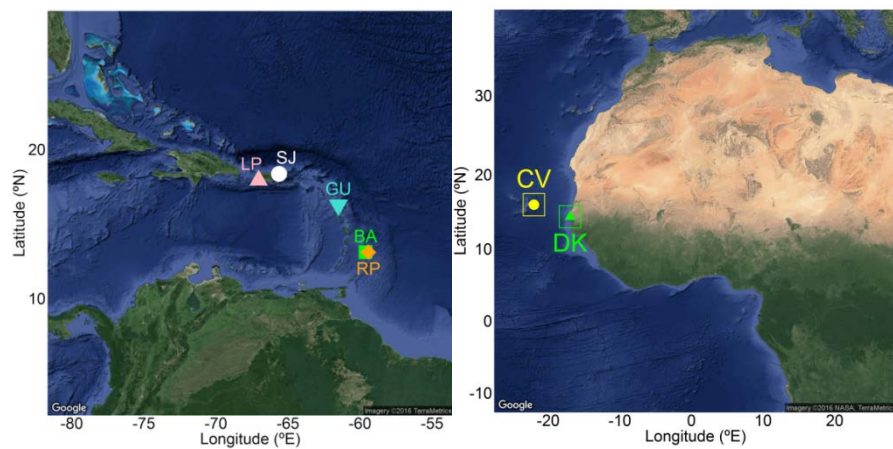 20
10
Latitude (ºN)
LP
SJ
GU
BA
RP
Google
Imagery ©2016 TerraMetrics
-80
-75
-70
-65
-60
-55
Longitude (ºE)
30
20
10
0
-10
Latitude (ºN)
CV
DK
Google
Imagery ©2016 NASA, TerraMetrics
-20
-10
0
10
20
Longitude (ºE)